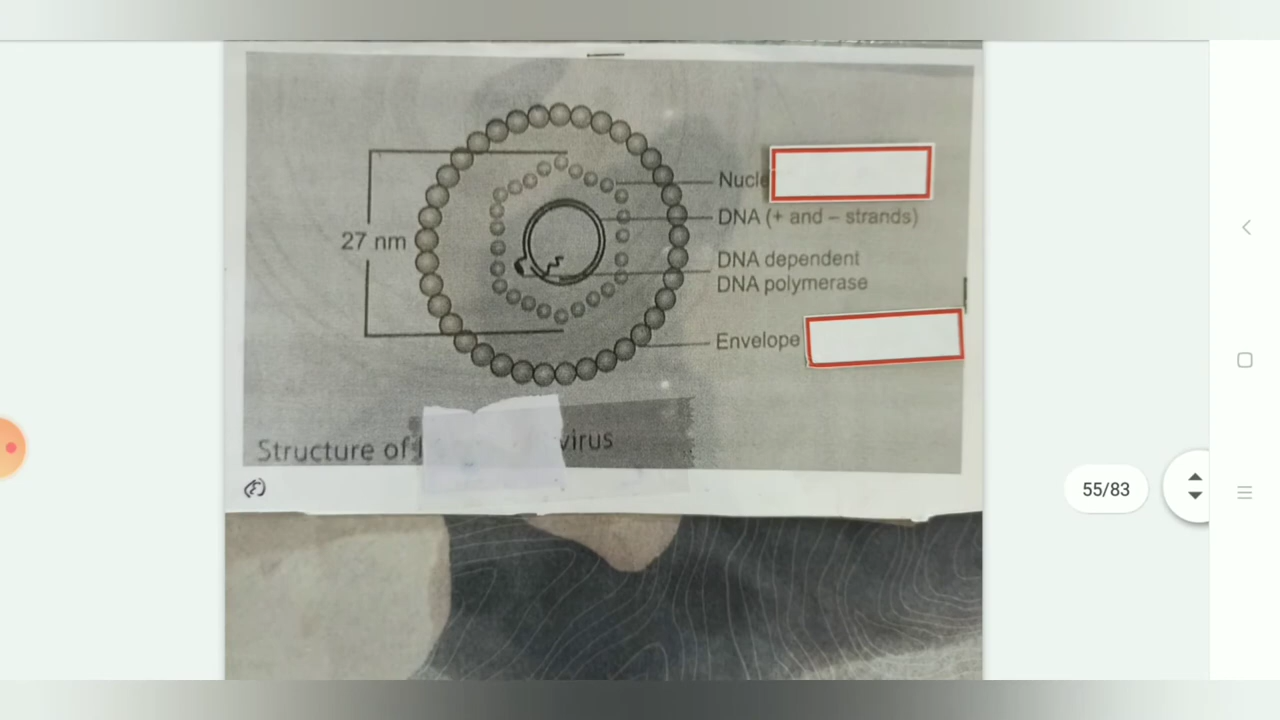 Nucle
DNA (+ and – strands)
27 nm
DNA dependent
DNA polymerase
Envelope
Structure of
virus
55/83